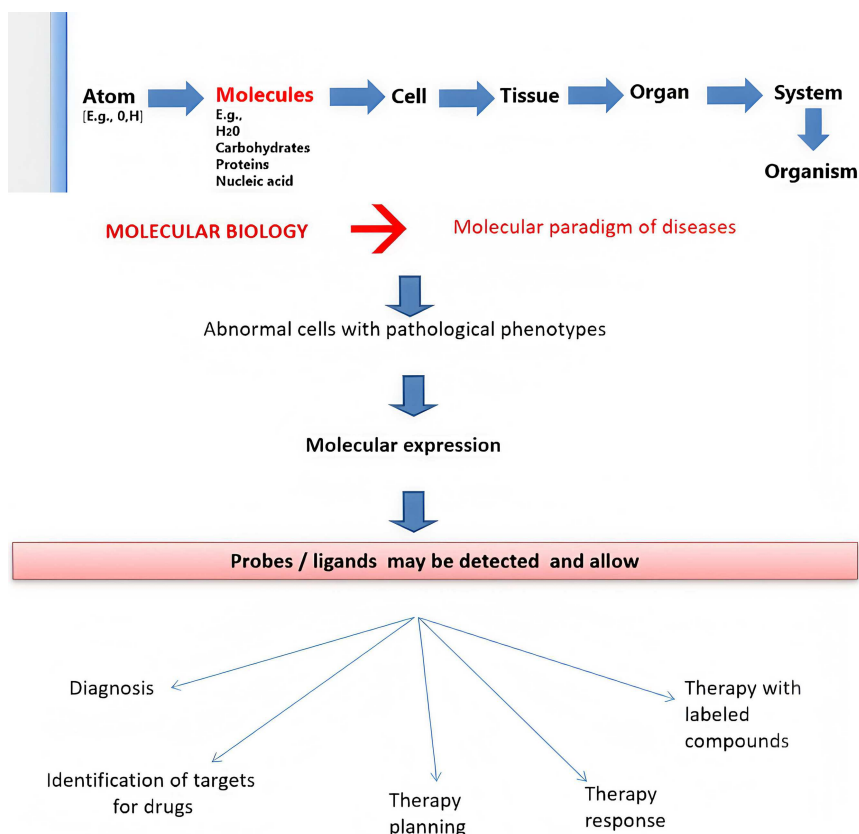 Atom
[E.g., 0,H]
Molecules
E.g.,
H20
Carbohydrates
Proteins
Nucleic acid
Cell
Tissue
Organ
System
Organism
MOLECULAR BIOLOGY
Molecular paradigm of diseases
Abnormal cells with pathological phenotypes
Molecular expression
Probes / ligands may be detected and allow
Diagnosis
Identification of targets
for drugs
Therapy
planning
Therapy
response
Therapy with
labeled
compounds